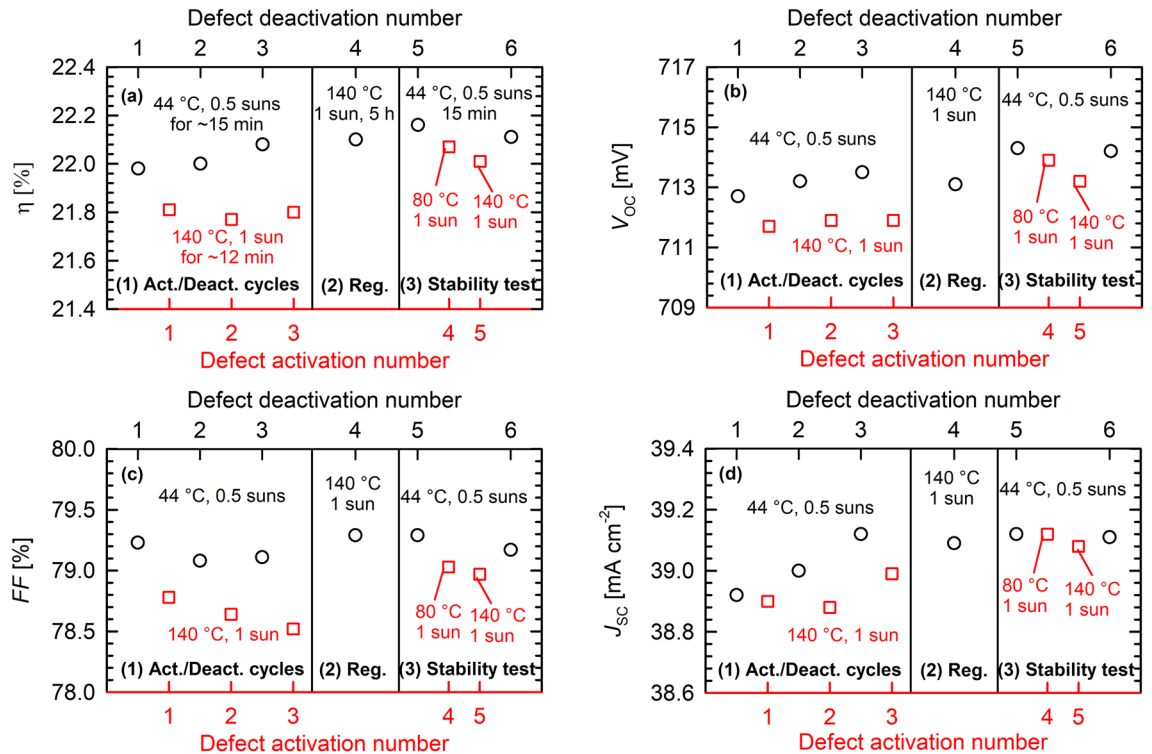 Defect deactivation number
1 2 3 4 5 6
22.4
22.2
22.0
21.8
21.6
21.4
η [%]
(a)
44 °C, 0.5 suns
for ~15 min
140 °C
1 sun, 5 h
44 °C, 0.5 suns
15 min
140 °C, 1 sun
for ~12 min
80 °C
1 sun
140 °C
1 sun
(1) Act./Deact. cycles
(2) Reg.
(3) Stability test
1 2 3 4 5
Defect activation number
Defect deactivation number
1 2 3 4 5 6
717
715
713
711
709
VOC [mV]
(b)
44 °C, 0.5 suns
140 °C
1 sun
44 °C, 0.5 suns
140 °C, 1 sun
80 °C
1 sun
140 °C
1 sun
(1) Act./Deact. cycles
(2) Reg.
(3) Stability test
1 2 3 4 5
Defect activation number
Defect deactivation number
1 2 3 4 5 6
80.0
79.5
79.0
78.5
78.0
FF [%]
(c)
44 °C, 0.5 suns
140 °C
1 sun
44 °C, 0.5 suns
140 °C, 1 sun
80 °C
1 sun
140 °C
1 sun
(1) Act./Deact. cycles
(2) Reg.
(3) Stability test
1 2 3 4 5
Defect activation number
Defect deactivation number
1 2 3 4 5 6
39.4
39.2
39.0
38.8
38.6
JSC [mA cm⁻²]
(d)
44 °C, 0.5 suns
140 °C
1 sun
44 °C, 0.5 suns
140 °C, 1 sun
80 °C
1 sun
140 °C
1 sun
(1) Act./Deact. cycles
(2) Reg.
(3) Stability test
1 2 3 4 5
Defect activation number